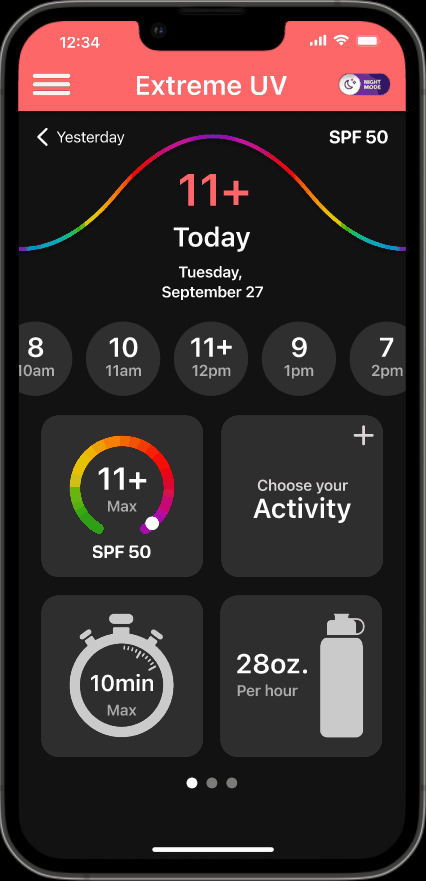 12:34
Extreme UV
NIGHT
MODE
Yesterday
SPF 50
11+
Today
Tuesday,
September 27
8
10am
10
11am
11+
12pm
9
1pm
7
2pm
11+
Max
SPF 50
Choose your
Activity
10min
Max
28oz.
Per hour